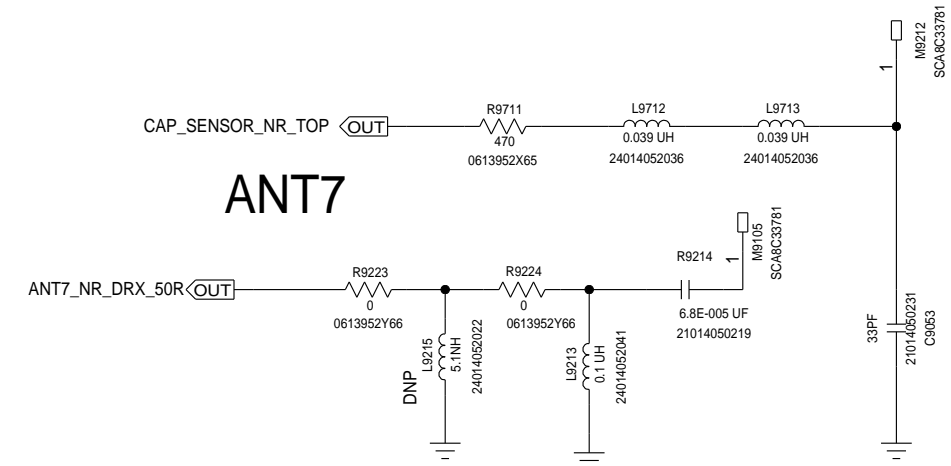 M9212
SCA8C33781
1
CAP_SENSOR_NR_TOP
OUT
R9711
470
0613952X65
L9712
0.039 UH
24014052036
L9713
0.039 UH
24014052036
ANT7
M9105
SCA8C33781
1
ANT7_NR_DRX_50R
OUT
R9223
0
0613952Y66
R9224
0
0613952Y66
R9214
6.8E-005 UF
21014050219
DNP
L9215
5.1NH
24014052022
L9213
0.1 UH
24014052041
33PF
21014050231
C9053